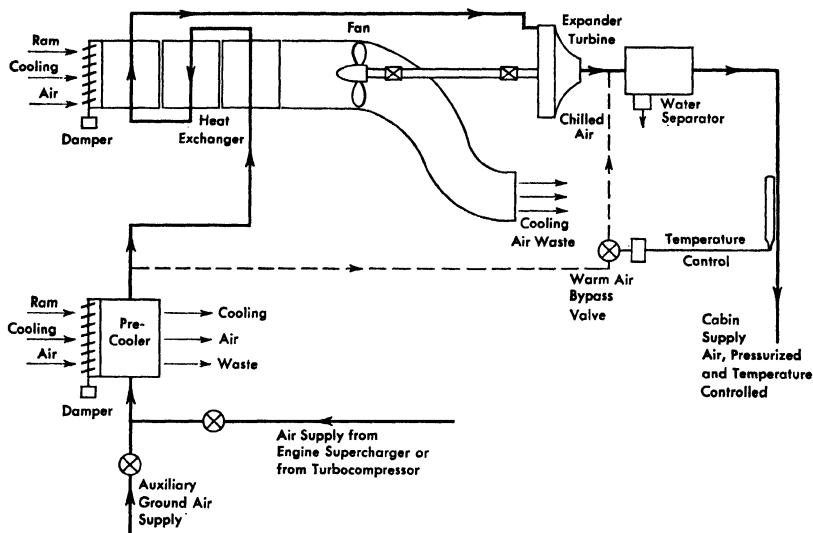 Ram
Cooling
Air
Damper
Heat
Exchanger
Fan
Expander
Turbine
Chilled
Air
Water
Separator
Cooling
Air Waste
Temperature
Control
Warm Air
Bypass
Valve
Cabin
Supply
Air, Pressurized
and Temperature
Controlled
Ram
Cooling
Air
Damper
Pre-
Cooler
Cooling
Air
Waste
Air Supply from
Engine Supercharger or
from Turbocompressor
Auxiliary
Ground Air
Supply